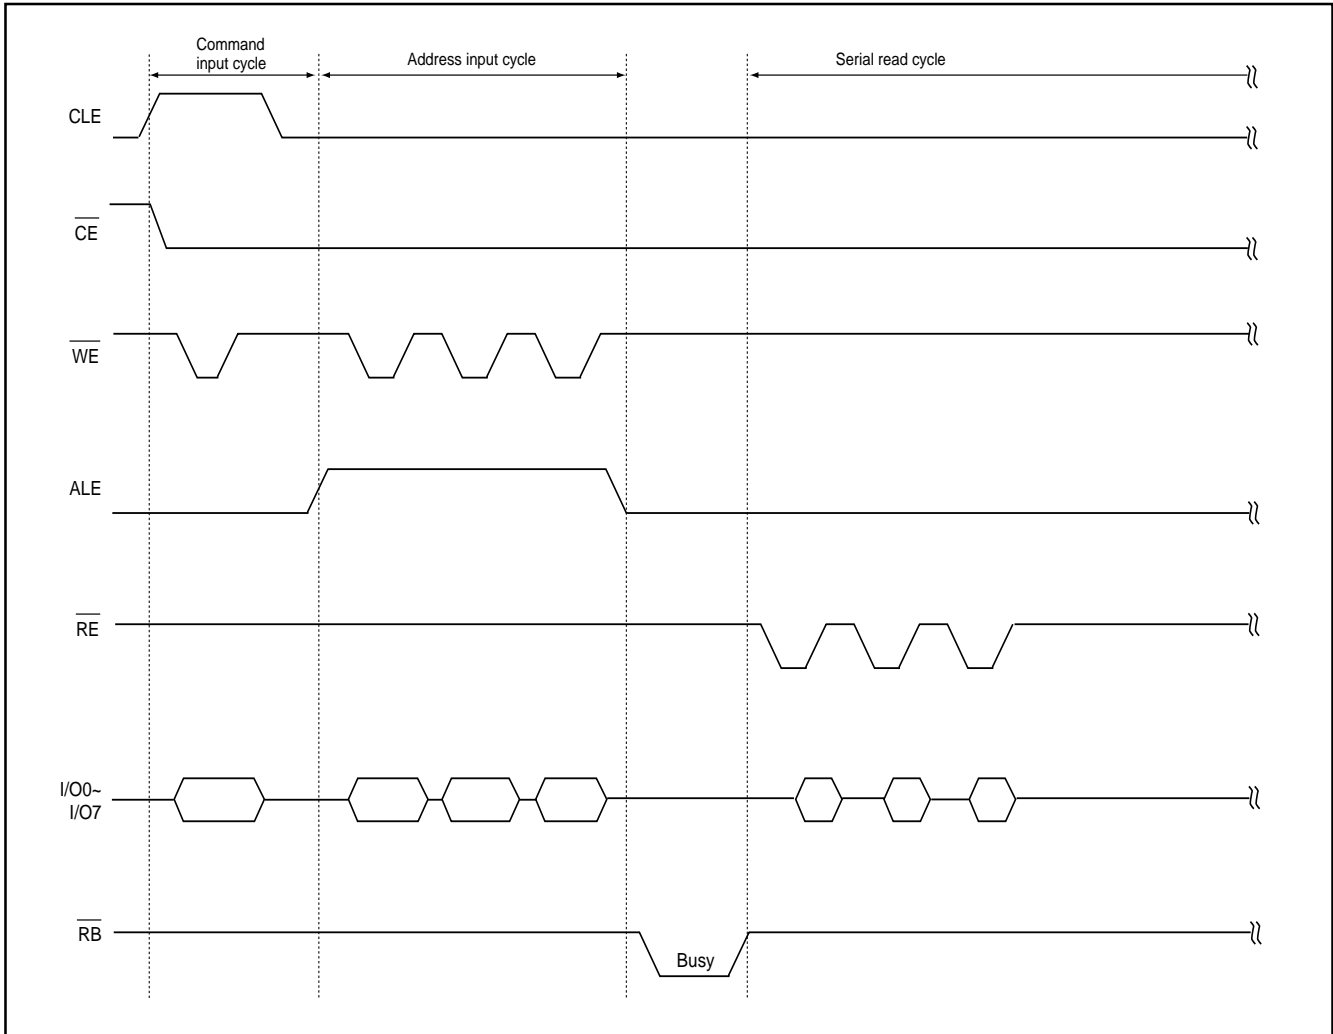 Command
input cycle
Address input cycle
Serial read cycle
CLE
CE
WE
ALE
RE
I/O0~
I/O7
RB
Busy